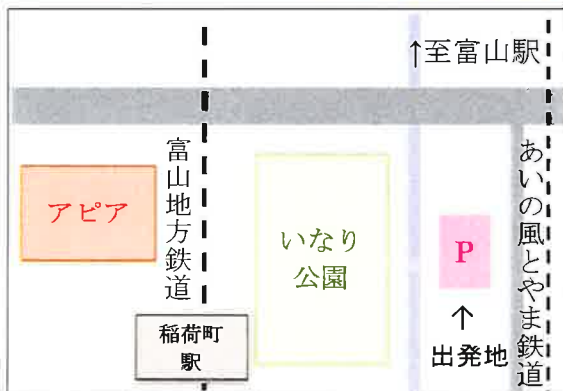 ↑至富山駅
富山地方鉄道
あいの風とやま鉄道
アピア
いなり
公園
P
↑
出発地
稲荷町
駅